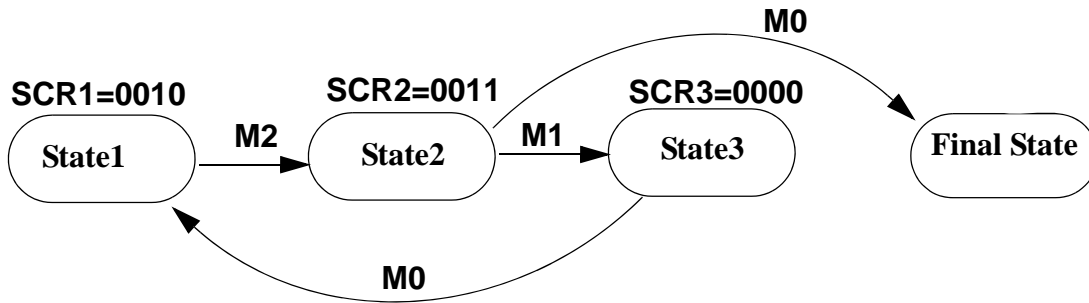 M0
SCR1=0010
SCR2=0011
SCR3=0000
State1
M2
State2
M1
State3
Final State
M0